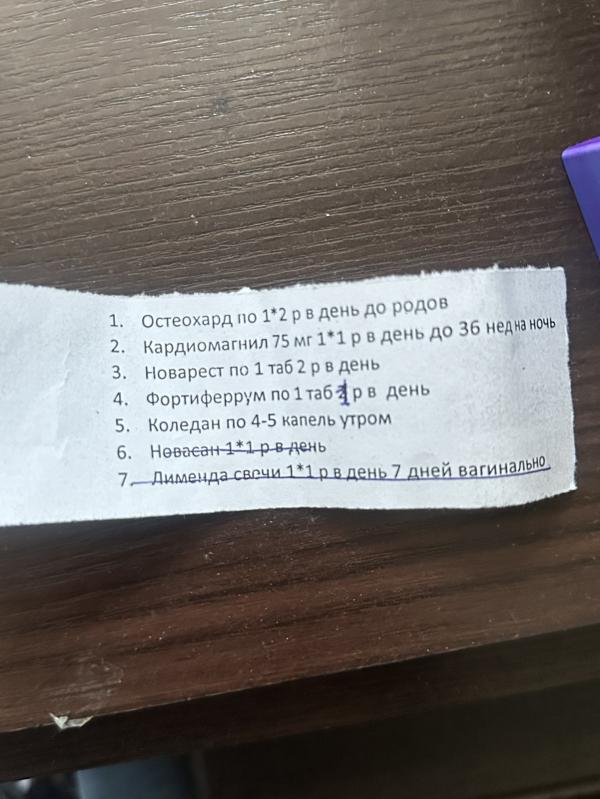 1. Остеохард по 1*2 р в день до родов
2. Кардиомагнил 75 мг 1*1 р в день до 36 нед на ночь
3. Новарест по 1 таб 2 р в день
4. Фортиферрум по 1 таб 1 р в день
5. Коледан по 4-5 капель утром
6. Новасан 1*1 р в день
7. Лименда свечи 1*1 р в день 7 дней вагинально